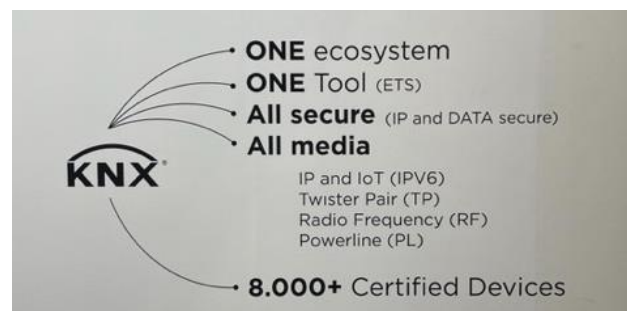 ONE ecosystem
ONE Tool (ETS)
All secure (IP and DATA secure)
All media
KNX®
IP and IoT (IPV6)
Twister Pair (TP)
Radio Frequency (RF)
Powerline (PL)
8.000+ Certified Devices